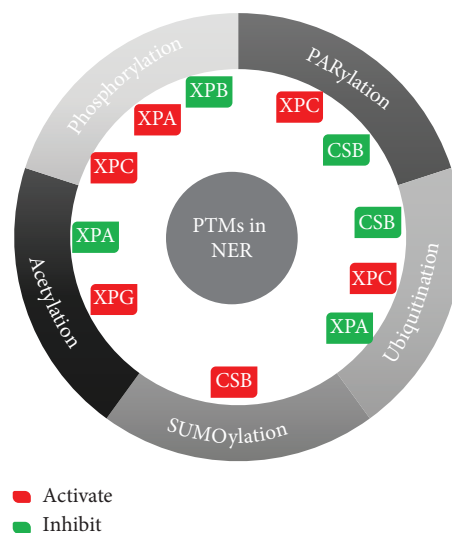 Phosphorylation
PARylation
XPB
XPC
XPA
CSB
XPC
PTMs in
NER
CSB
XPA
XPC
Acetylation
XPG
XPA
Ubiquitination
CSB
SUMOylation
Activate
Inhibit